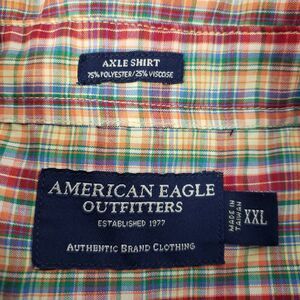 AXLE SHIRT
75% POLYESTER/25% VISCOSE
AMERICAN EAGLE
OUTFITTERS
ESTABLISHED 1977
AUTHENTIC BRAND CLOTHING
MADE IN
TAIWAN
XXL